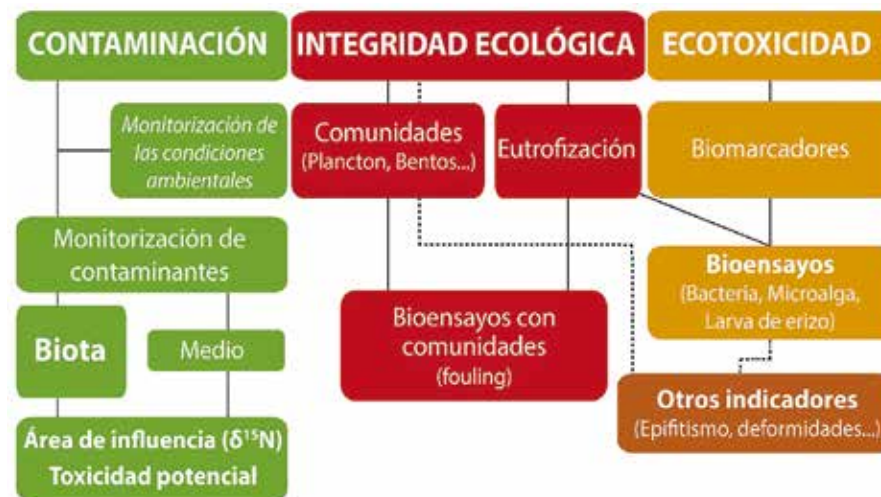 CONTAMINACIÓN
Monitorización de
las condiciones
ambientales
Monitorización de
contaminantes
Biota
Medio
Área de influencia (δ¹⁵N)
Toxicidad potencial
INTEGRIDAD ECOLÓGICA
Comunidades
(Plancton, Bentos...)
Eutrofización
Bioensayos con
comunidades
(fouling)
ECOTOXICIDAD
Biomarcadores
Bioensayos
(Bacteria, Microalga,
Larva de erizo)
Otros indicadores
(Epifitismo, deformidades...)